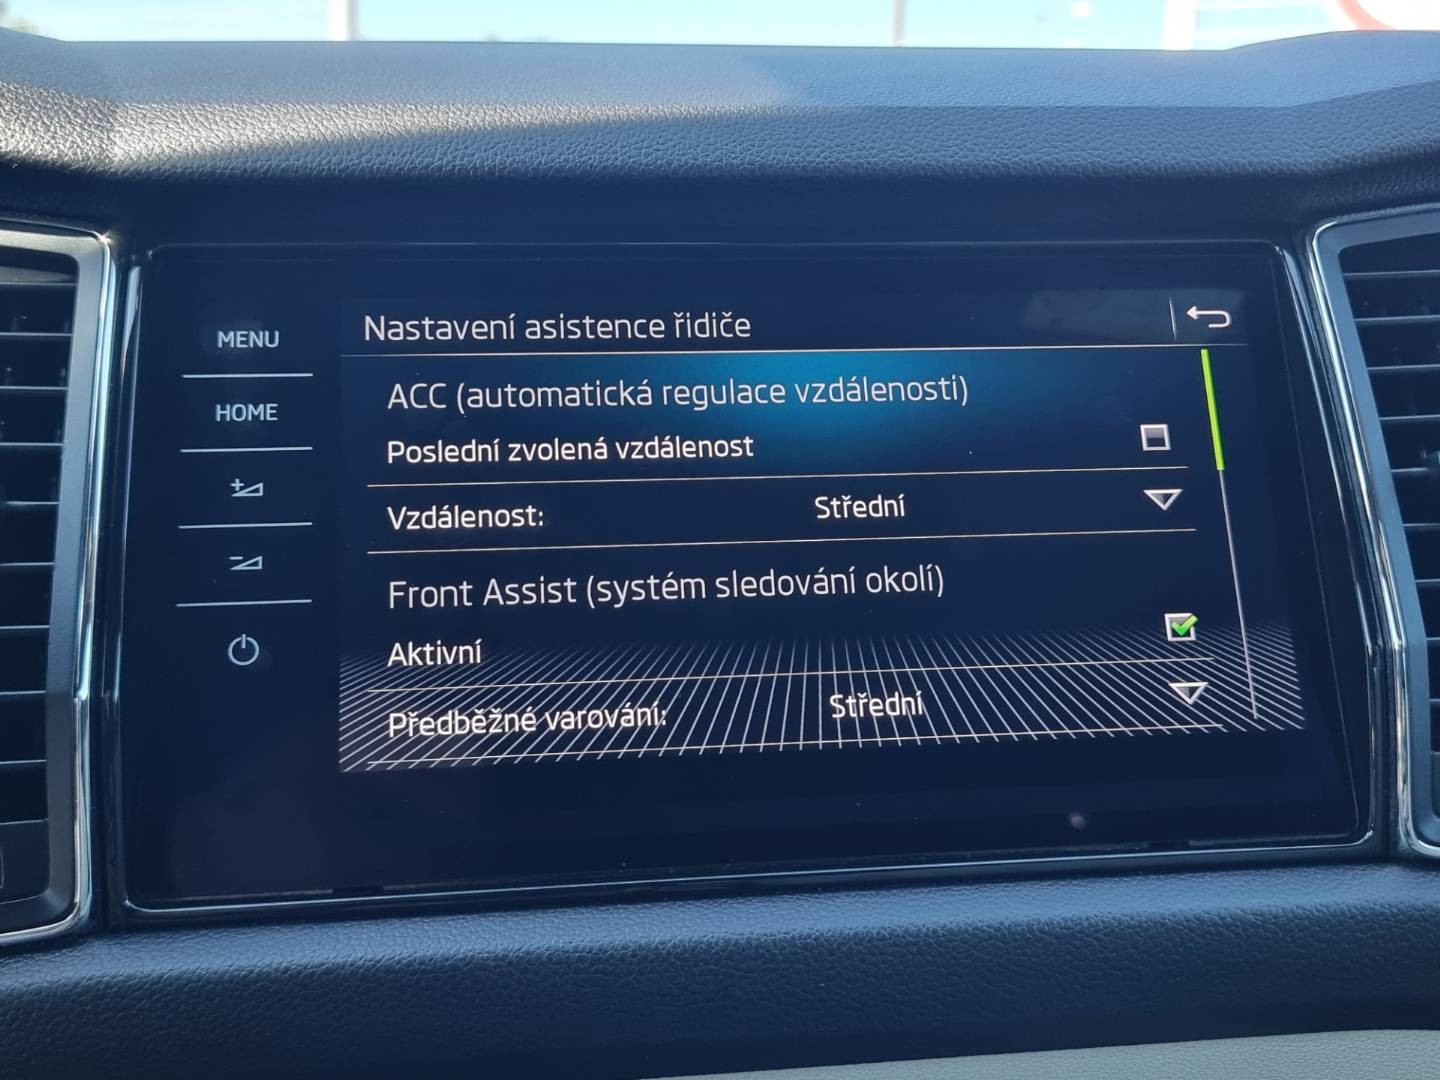 MENU
HOME
Nastavení asistence řidiče
ACC (automatická regulace vzdálenosti)
Poslední zvolená vzdálenost
Vzdálenost: Střední
Front Assist (systém sledování okolí)
Aktivní
Předběžné varování: Střední